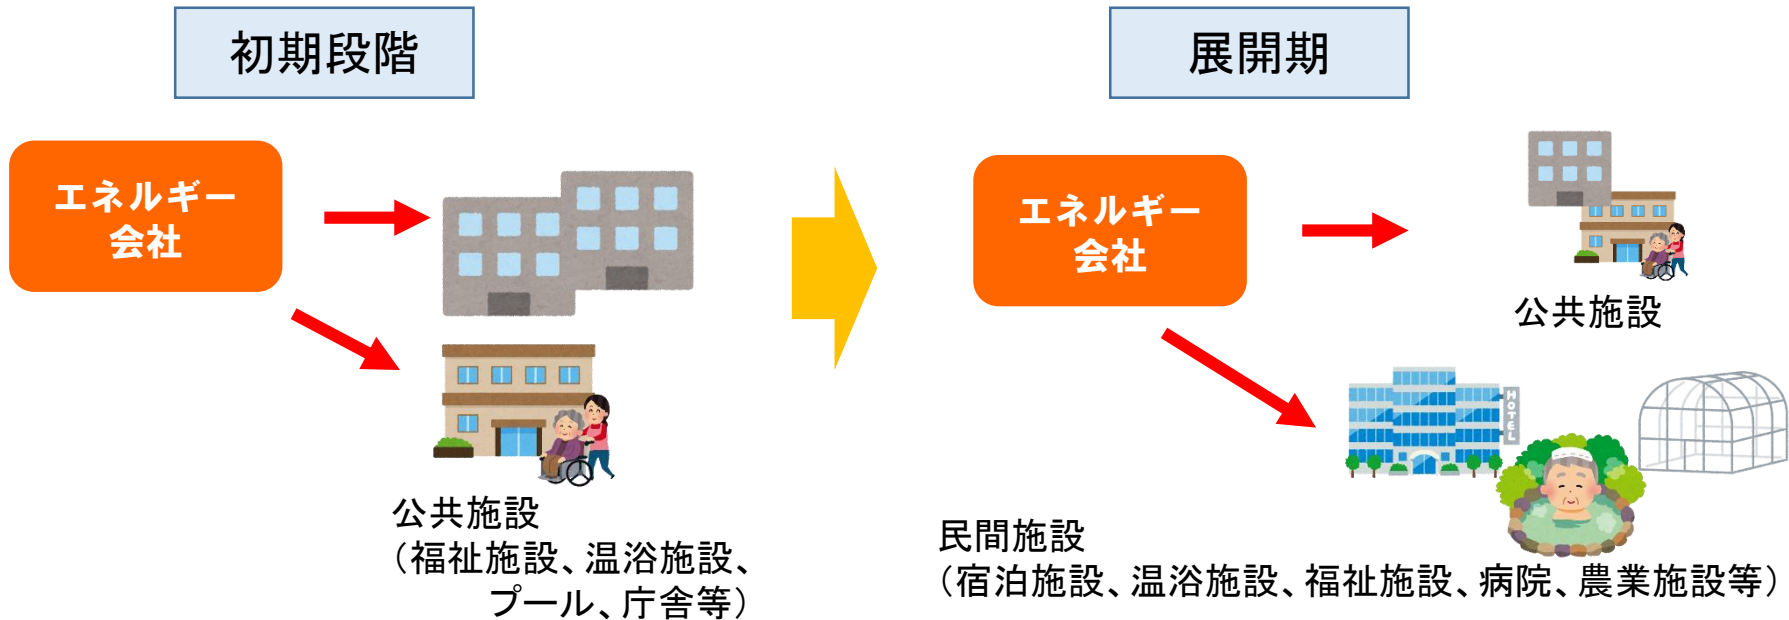 初期段階
エネルギー
会社
公共施設
（福祉施設、温浴施設、
プール、庁舎等）
展開期
エネルギー
会社
公共施設
HOTEL
民間施設
（宿泊施設、温浴施設、福祉施設、病院、農業施設等）